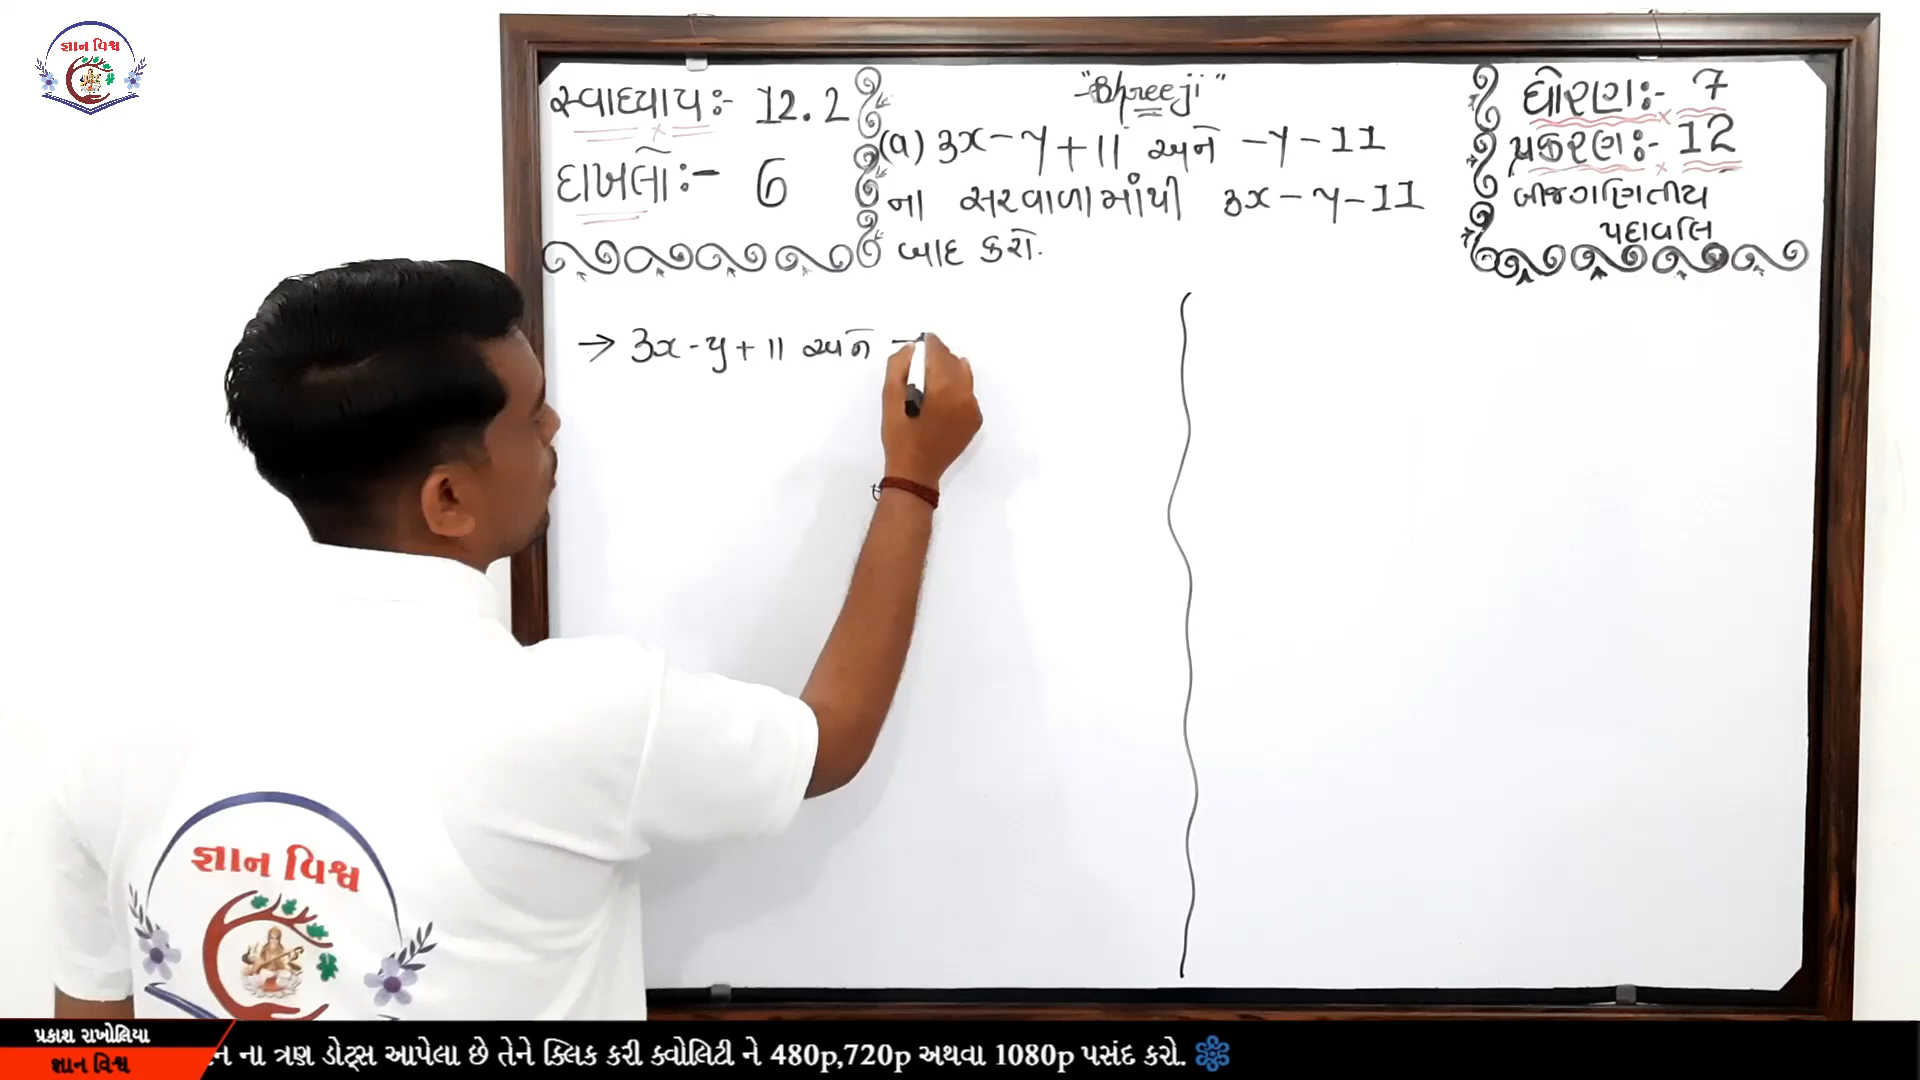 જ્ઞાન વિશ્વ
સ્વાધ્યાય:- 12.2
દાખલો:- 6
"Shreeji"
(a) 3x - y + 11 અને -y - 11
ના સરવાળામાંથી 3x - y - 11
બાદ કરો.
ધોરણ:- 7
પ્રકરણ:- 12
બીજગણિતીય
પદાવલિ
→ 3x - y + 11 અને -
જ્ઞાન વિશ્વ
પ્રકાશ રાખોલિયા
જ્ઞાન વિશ્વ
ના ત્રણ ડોટ્સ આપેલા છે તેને ક્લિક કરી ક્વોલિટી ને 480p,720p અથવા 1080p પસંદ કરો.